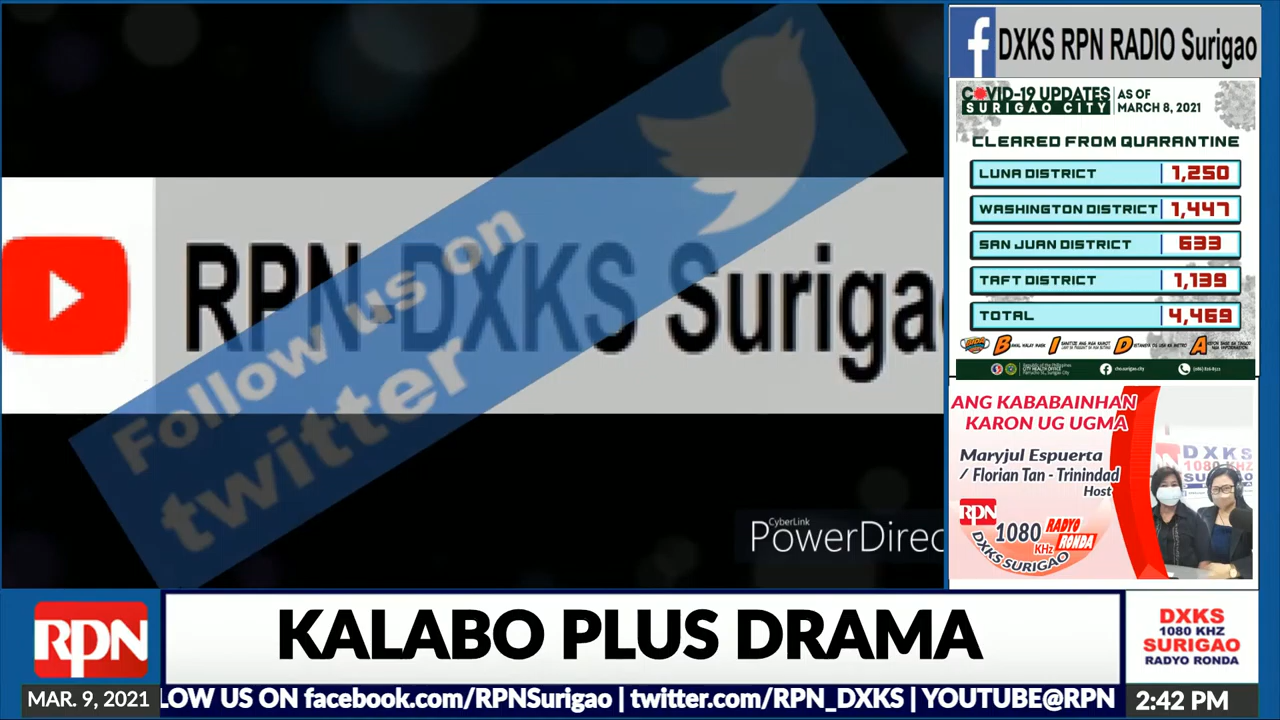 DXKS RPN RADIO Surigao
COVID-19 UPDATES
SURIGAO CITY
AS OF
MARCH 8, 2021
CLEARED FROM QUARANTINE
LUNA DISTRICT 1,250
WASHINGTON DISTRICT 1,447
SAN JUAN DISTRICT 633
TAFT DISTRICT 1,139
TOTAL 4,469
B I D A
Follow us on
twitter
RPN-DXKS Surigao
CyberLink
PowerDirec
ANG KABABAINHAN
KARON UG UGMA
Maryjul Espuerta
/ Florian Tan - Trinindad
Host
RPN
1080
KHz
RADYO
RONDA
DXKS SURIGAO
DXKS
1080 KHZ
SURIGAO
RPN
KALABO PLUS DRAMA
DXKS
1080 KHZ
SURIGAO
RADYO RONDA
MAR. 9, 2021
LOW US ON facebook.com/RPNSurigao | twitter.com/RPN_DXKS | YOUTUBE@RPN
2:42 PM